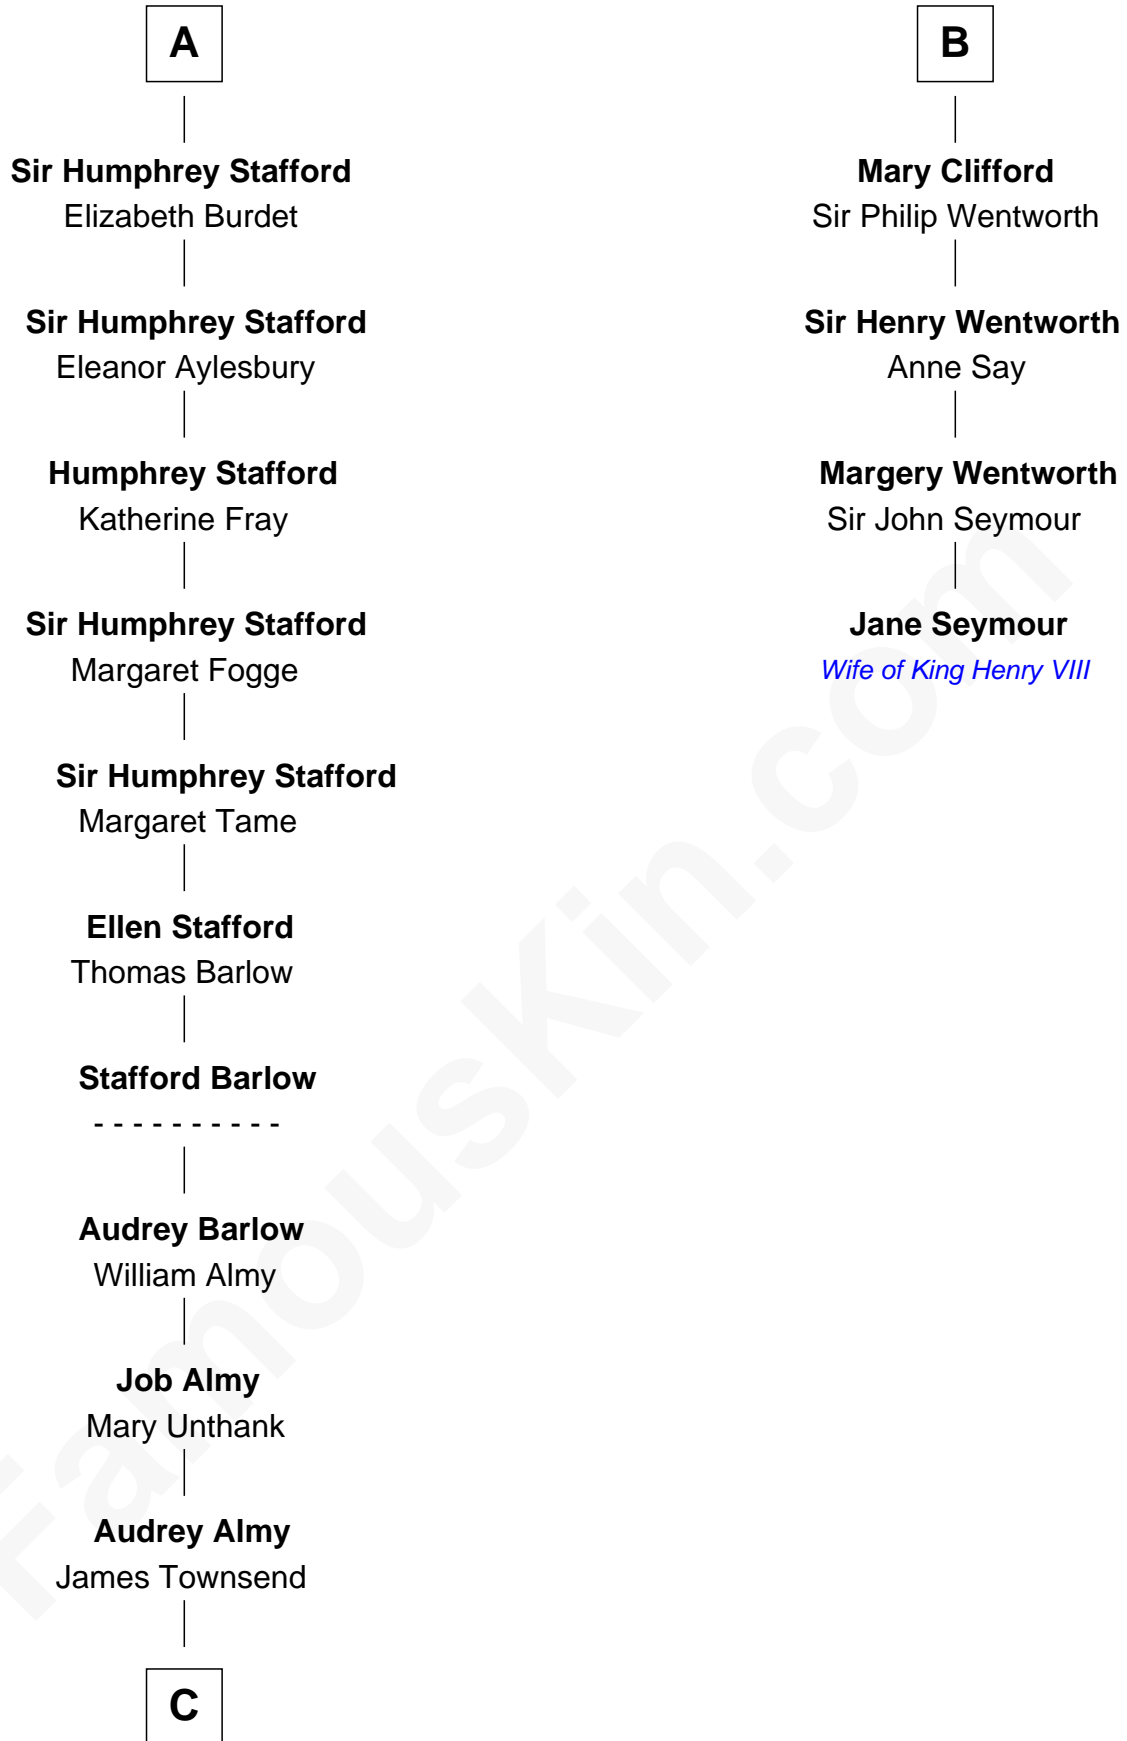 A
Sir Humphrey Stafford
Elizabeth Burdet
Sir Humphrey Stafford
Eleanor Aylesbury
Humphrey Stafford
Katherine Fray
Sir Humphrey Stafford
Margaret Fogge
Sir Humphrey Stafford
Margaret Tame
Ellen Stafford
Thomas Barlow
Stafford Barlow
- - - - - - - - - -
Audrey Barlow
William Almy
Job Almy
Mary Unthank
Audrey Almy
James Townsend
C
B
Mary Clifford
Sir Philip Wentworth
Sir Henry Wentworth
Anne Say
Margery Wentworth
Sir John Seymour
Jane Seymour
Wife of King Henry VIII
FamousKin.com